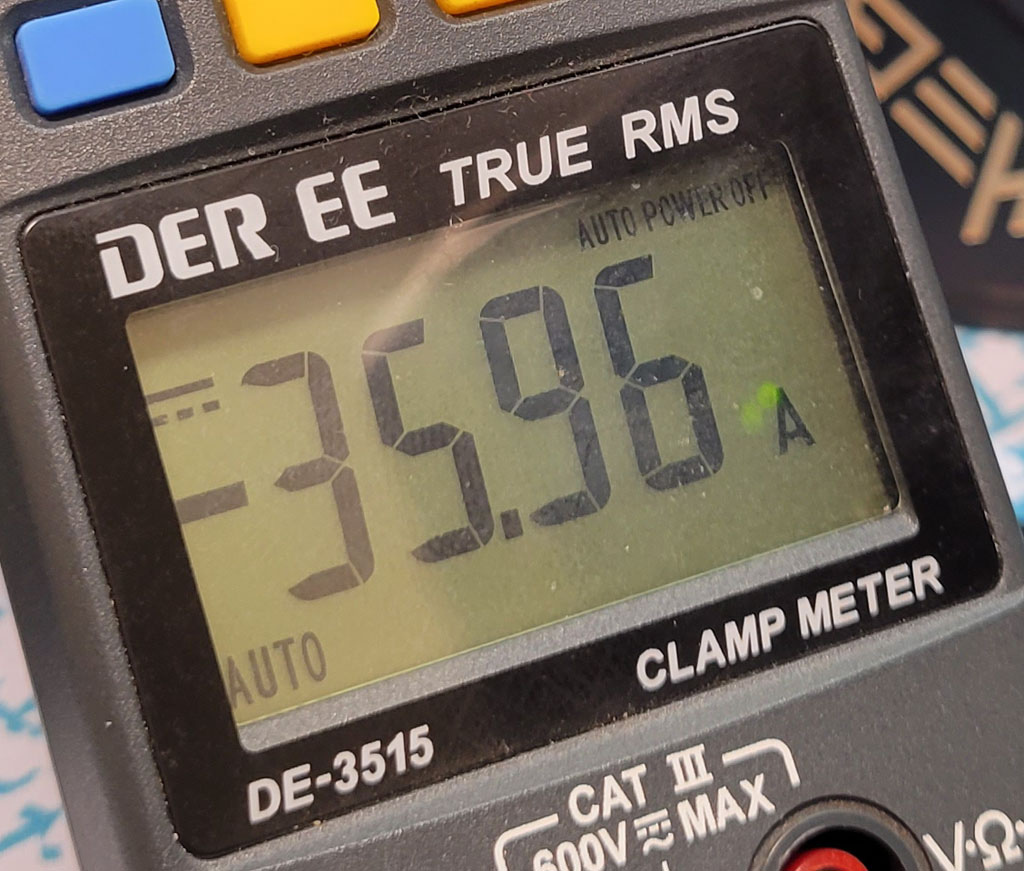 DER EE TRUE RMS
AUTO POWER OFF
-35.96 A
AUTO
CLAMP METER
DE-3515
CAT III
600V MAX
V·Ω·